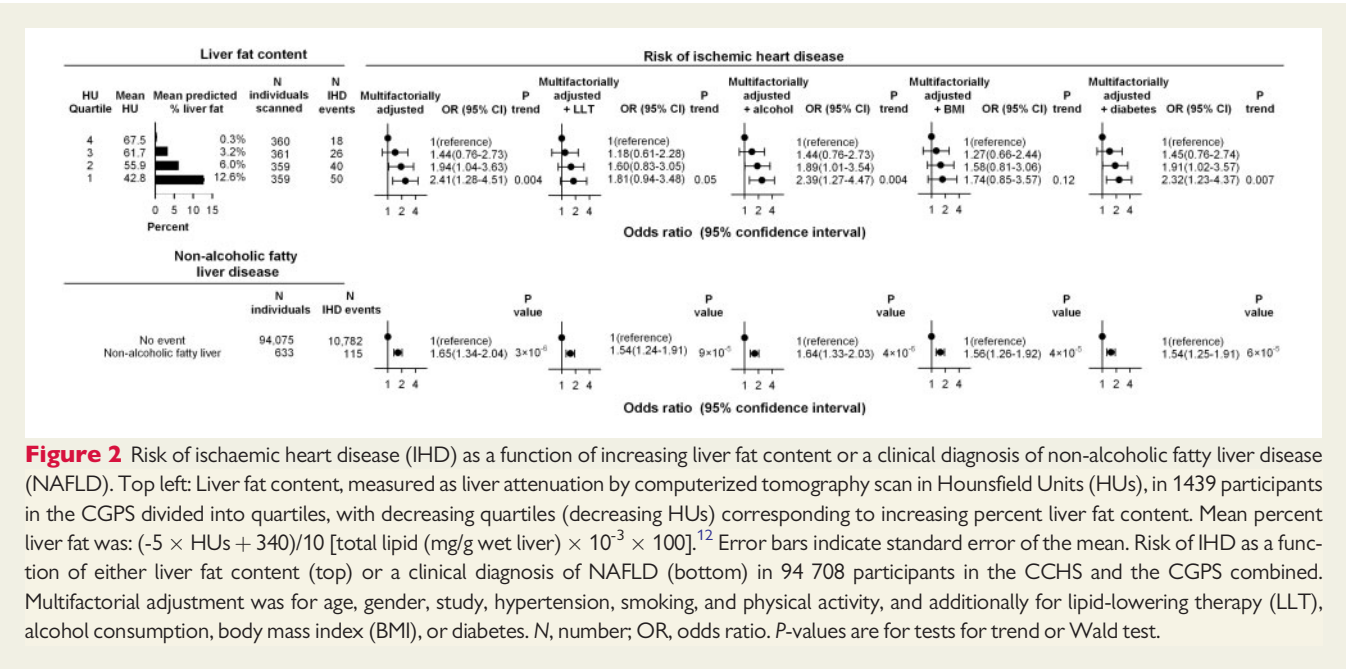 Liver fat content
Risk of ischemic heart disease
HU Quartile Mean HU Mean predicted % liver fat N individuals scanned N IHD events Multifactorially adjusted OR (95% CI) P trend Multifactorially adjusted + LLT OR (95% CI) P trend Multifactorially adjusted + alcohol OR (95% CI) P trend Multifactorially adjusted + BMI OR (95% CI) P trend Multifactorially adjusted + diabetes OR (95% CI) P trend
4 67.5 0.3% 360 18 1(reference) 1(reference) 1(reference) 1(reference) 1(reference)
3 61.7 3.2% 361 26 1.44(0.76-2.73) 1.18(0.61-2.28) 1.44(0.76-2.73) 1.27(0.66-2.44) 1.45(0.76-2.74)
2 55.9 6.0% 359 40 1.94(1.04-3.63) 1.60(0.83-3.05) 1.89(1.01-3.54) 1.58(0.81-3.06) 1.91(1.02-3.57)
1 42.8 12.6% 359 50 2.41(1.28-4.51) 0.004 1.81(0.94-3.48) 0.05 2.39(1.27-4.47) 0.004 1.74(0.85-3.57) 0.12 2.32(1.23-4.37) 0.007
0 5 10 15 1 2 4 1 2 4 1 2 4 1 2 4 1 2 4
Percent
Odds ratio (95% confidence interval)
Non-alcoholic fatty
liver disease
N individuals N IHD events P value P value P value P value P value
No event 94,075 10,782 1(reference) 1(reference) 1(reference) 1(reference) 1(reference)
Non-alcoholic fatty liver 633 115 1.65(1.34-2.04) 3×10⁻⁶ 1.54(1.24-1.91) 9×10⁻⁵ 1.64(1.33-2.03) 4×10⁻⁶ 1.56(1.26-1.92) 4×10⁻⁵ 1.54(1.25-1.91) 6×10⁻⁵
1 2 4 1 2 4 1 2 4 1 2 4 1 2 4
Odds ratio (95% confidence interval)
Figure 2 Risk of ischaemic heart disease (IHD) as a function of increasing liver fat content or a clinical diagnosis of non-alcoholic fatty liver disease
(NAFLD). Top left: Liver fat content, measured as liver attenuation by computerized tomography scan in Hounsfield Units (HUs), in 1439 participants
in the CGPS divided into quartiles, with decreasing quartiles (decreasing HUs) corresponding to increasing percent liver fat content. Mean percent
liver fat was: (-5 × HUs + 340)/10 [total lipid (mg/g wet liver) × 10⁻³ × 100].¹² Error bars indicate standard error of the mean. Risk of IHD as a func-
tion of either liver fat content (top) or a clinical diagnosis of NAFLD (bottom) in 94 708 participants in the CCHS and the CGPS combined.
Multifactorial adjustment was for age, gender, study, hypertension, smoking, and physical activity, and additionally for lipid-lowering therapy (LLT),
alcohol consumption, body mass index (BMI), or diabetes. N, number; OR, odds ratio. P-values are for tests for trend or Wald test.